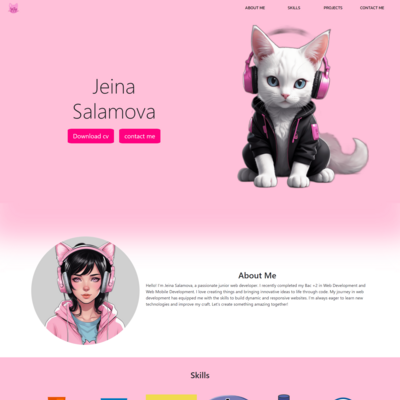 ABOUT ME
SKILLS
PROJECTS
CONTACT ME
Jeina
Salamova
Download cv
contact me
About Me
Hello! I'm Jeina Salamova, a passionate junior web developer. I recently completed my Bac +2 in Web Development and
Web Mobile Development. I love creating things and bringing innovative ideas to life through code. My journey in web
development has equipped me with the skills to build dynamic and responsive websites. I'm always eager to learn new
technologies and improve my craft. Let's create something amazing together!
Skills